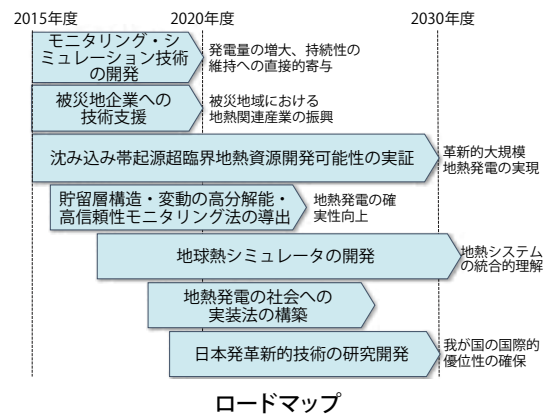 2015年度 2020年度 2030年度
モニタリング・シ
ミュレーション技術
の開発
発電量の増大、持続性の
維持への直接的寄与
被災地企業への
技術支援
被災地域における
地熱関連産業の振興
沈み込み帯起源超臨界地熱資源開発可能性の実証
革新的大規模
地熱発電の実現
貯留層構造・変動の高分解能・
高信頼性モニタリング法の導出
地熱発電の確
実性向上
地球熱シミュレータの開発
地熱システム
の統合的理解
地熱発電の社会への
実装法の構築
日本発革新的技術の研究開発
我が国の国際的
優位性の確保
ロードマップ